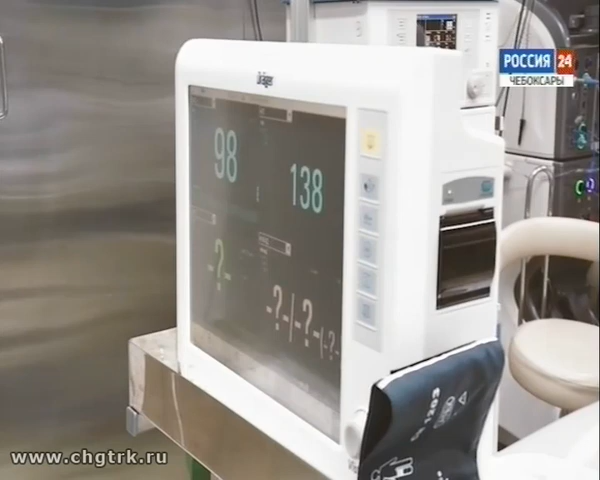 РОССИЯ 24
ЧЕБОКСАРЫ
Dräger
98
138
-?-
-?-/-?-
(-?-
www.chgtrk.ru